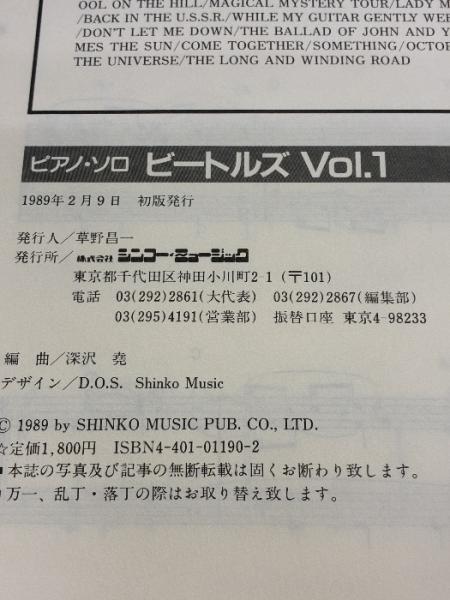 OOL ON THE HILL/MAGICAL MYSTERY TOUR/LADY M
/BACK IN THE U.S.S.R./WHILE MY GUITAR GENTLY WEE
/DON'T LET ME DOWN/THE BALLAD OF JOHN AND Y
MES THE SUN/COME TOGETHER/SOMETHING/OCTOP
THE UNIVERSE/THE LONG AND WINDING ROAD
ピアノ・ソロ ビートルズ Vol.1
1989年2月9日 初版発行
発行人/草野昌一
発行所/株式会社シンコー・ミュージック
東京都千代田区神田小川町2-1(〒101)
電話 03(292)2861(大代表) 03(292)2867(編集部)
03(295)4191(営業部) 振替口座 東京4-98233
編 曲/深沢 堯
デザイン/D.O.S. Shinko Music
© 1989 by SHINKO MUSIC PUB. CO., LTD.
☆定価1,800円 ISBN4-401-01190-2
■本誌の写真及び記事の無断転載は固くお断わり致します。
万一、乱丁・落丁の際はお取り替え致します。